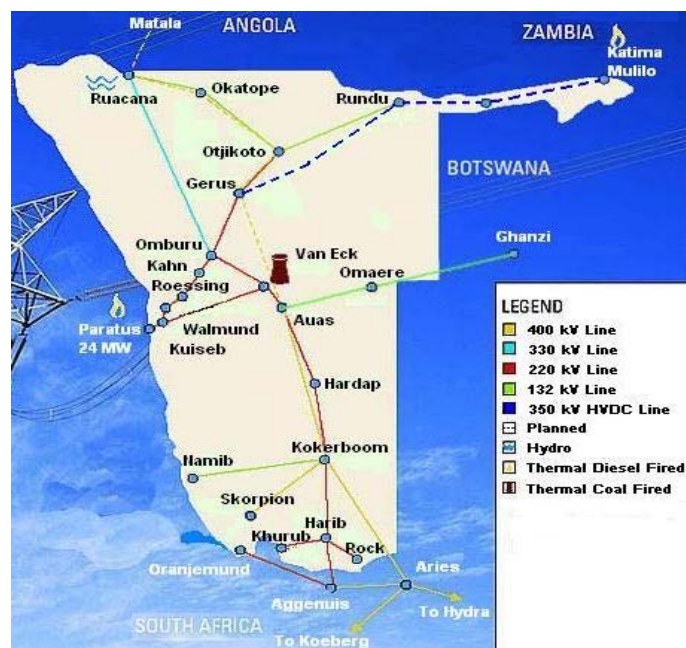 Matala
ANGOLA
ZAMBIA
Katima
Mulilo
Ruacana
Okatope
Rundu
Otjikoto
BOTSWANA
Gerus
Ghanzi
Omburu
Van Eck
Kahn
Omaere
Roessing
Paratus
24 MW
Walmund
Auas
Kuiseb
Hardap
Kokerboom
Namib
Skorpion
Harib
Khurub
Rock
Oranjemund
Aries
Aggenuis
To Hydra
SOUTH AFRICA
To Koeberg
LEGEND
400 kV Line
330 kV Line
220 kV Line
132 kV Line
350 kV HVDC Line
Planned
Hydro
Thermal Diesel Fired
Thermal Coal Fired